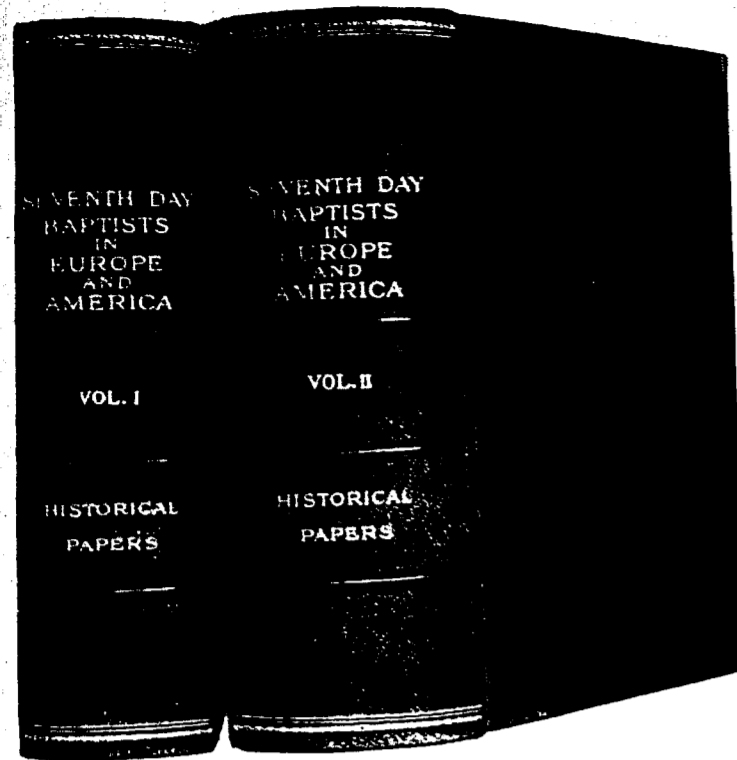 SEVENTH DAY
BAPTISTS
IN
EUROPE
AND
AMERICA
VOL. I
HISTORICAL
PAPERS
SEVENTH DAY
BAPTISTS
IN
EUROPE
AND
AMERICA
VOL. II
HISTORICAL
PAPERS